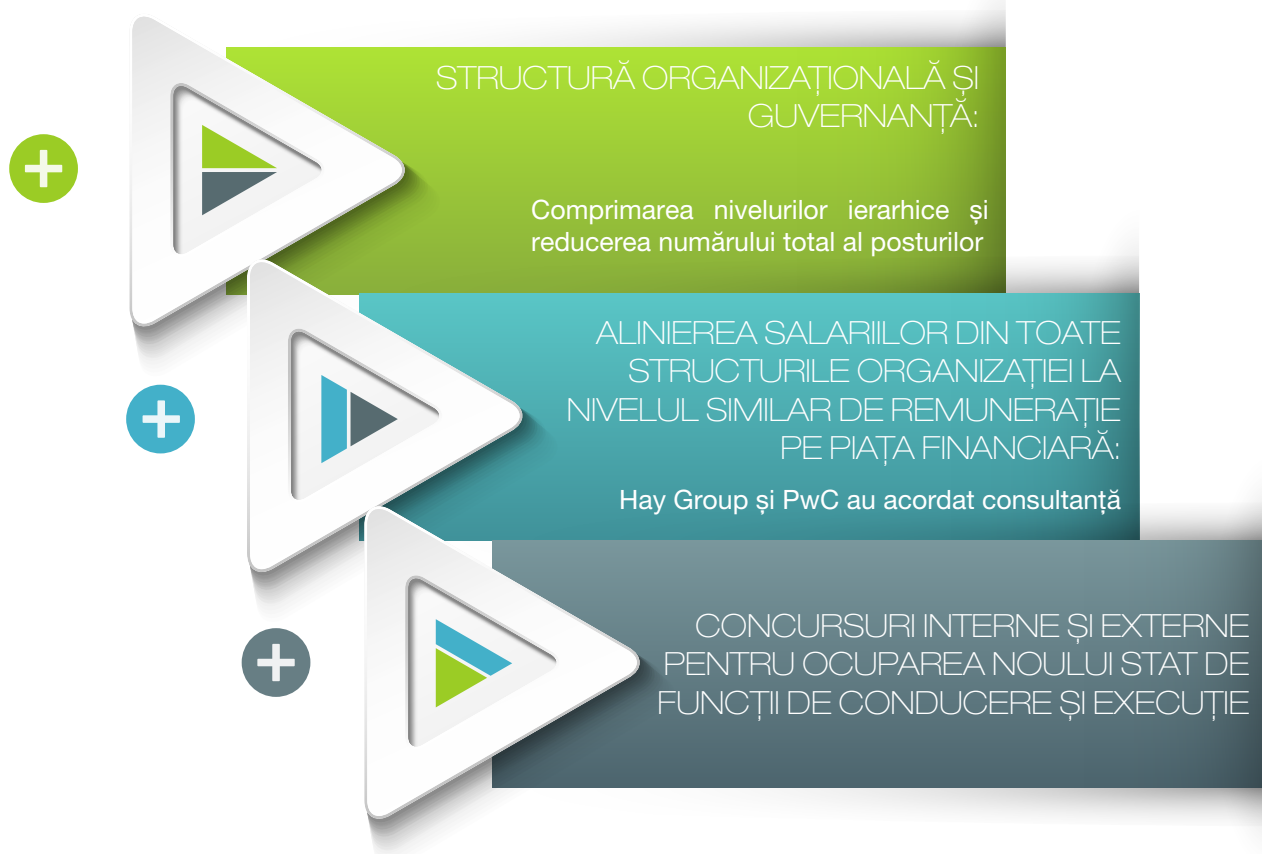 STRUCTURĂ ORGANIZAȚIONALĂ ȘI
GUVERNANȚĂ:
Comprimarea nivelurilor ierarhice și
reducerea numărului total al posturilor
ALINIEREA SALARIILOR DIN TOATE
STRUCTURILE ORGANIZAȚIEI LA
NIVELUL SIMILAR DE REMUNERAȚIE
PE PIAȚA FINANCIARĂ:
Hay Group și PwC au acordat consultanță
CONCURSURI INTERNE ȘI EXTERNE
PENTRU OCUPAREA NOULUI STAT DE
FUNCȚII DE CONDUCERE ȘI EXECUȚIE